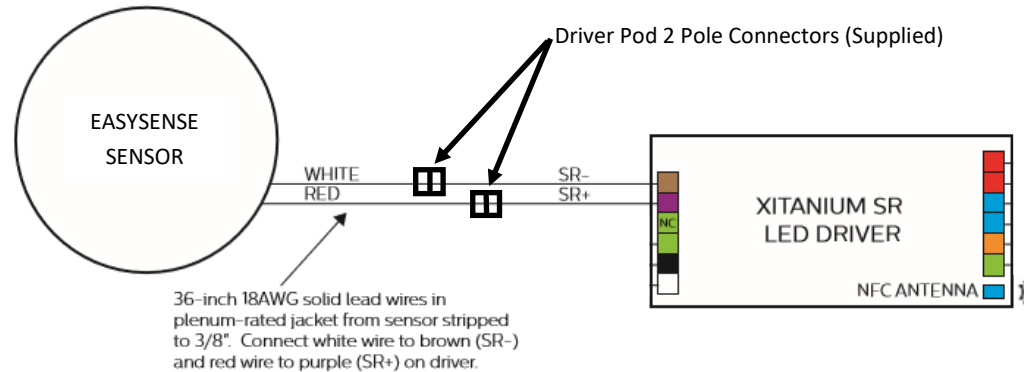 Driver Pod 2 Pole Connectors (Supplied)
EASYSENSE
SENSOR
WHITE
RED
SR-
SR+
NC
XITANIUM SR
LED DRIVER
NFC ANTENNA
36-inch 18AWG solid lead wires in
plenum-rated jacket from sensor stripped
to 3/8". Connect white wire to brown (SR-)
and red wire to purple (SR+) on driver.